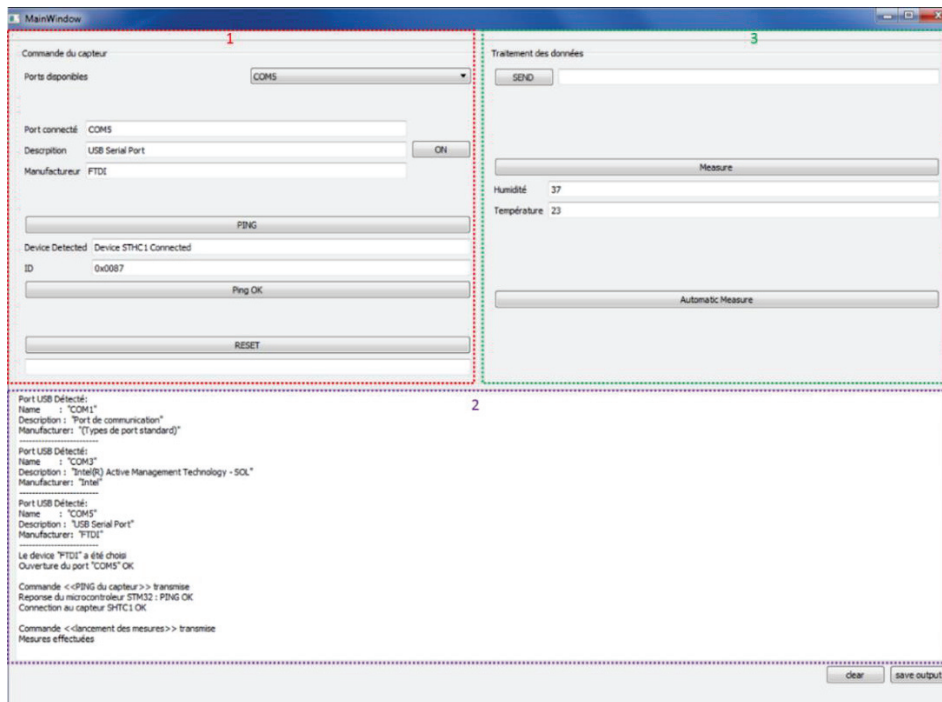 MainWindow
1
Commande du capteur
Ports disponibles
COM5
Port connecté COM5
Descrpition USB Serial Port
ON
Manufactureur FTDI
PING
Device Detected Device STHC1 Connected
ID 0x0087
Ping OK
RESET
3
Traitement des données
SEND
Measure
Humidité 37
Température 23
Automatic Measure
2
Port USB Détecté:
Name : "COM1"
Description : "Port de communication"
Manufacturer: "(Types de port standard)"
-------------------------
Port USB Détecté:
Name : "COM3"
Description : "Intel(R) Active Management Technology - SOL"
Manufacturer: "Intel"
-------------------------
Port USB Détecté:
Name : "COM5"
Description : "USB Serial Port"
Manufacturer: "FTDI"
-------------------------
Le device "FTDI" a été choisi
Ouverture du port "COM5" OK
Commande <<PING du capteur>> transmise
Reponse du microcontroleur STM32 : PING OK
Connection au capteur SHTC1 OK
Commande <<lancement des mesures>> transmise
Mesures effectuées
clear
save output